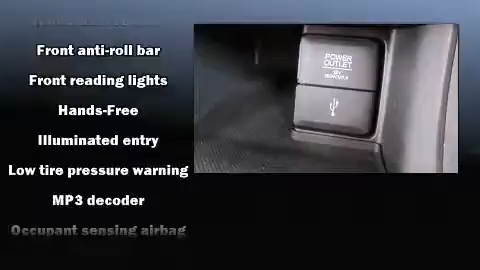 Front anti-roll bar
Front reading lights
Hands-Free
Illuminated entry
Low tire pressure warning
MP3 decoder
Occupant sensing airbag
POWER
OUTLET